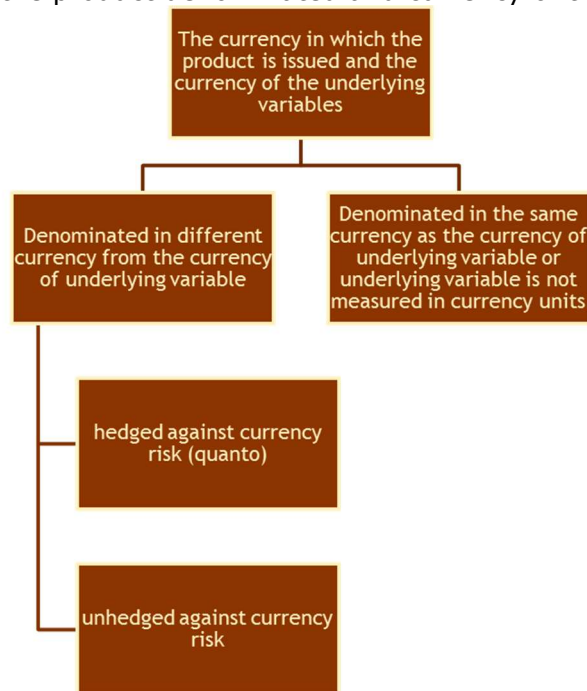 The currency in which the
product is issued and the
currency of the underlying
variables
Denominated in different
currency from the currency
of underlying variable
Denominated in the same
currency as the currency of
underlying variable or
underlying variable is not
measured in currency units
hedged against currency
risk (quanto)
unhedged against currency
risk